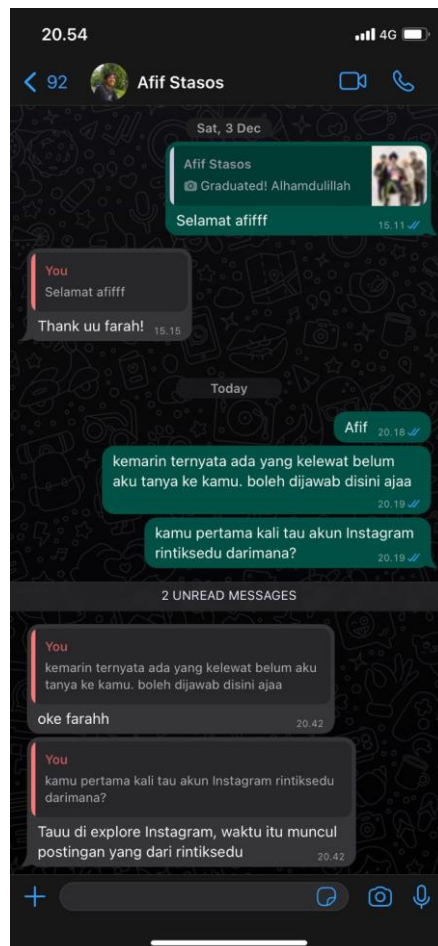 20.54
4G
92
Afif Stasos
Sat, 3 Dec
Afif Stasos
Graduated! Alhamdulillah
Selamat afifff
15.11
You
Selamat afifff
Thank uu farah! 15.15
Today
Afif 20.18
kemarin ternyata ada yang kelewat belum
aku tanya ke kamu. boleh dijawab disini ajaa
20.19
kamu pertama kali tau akun Instagram
rintiksedu darimana?
20.19
2 UNREAD MESSAGES
You
kemarin ternyata ada yang kelewat belum aku
tanya ke kamu. boleh dijawab disini ajaa
oke farahh
20.42
You
kamu pertama kali tau akun Instagram rintiksedu
darimana?
Tauu di explore Instagram, waktu itu muncul
postingan yang dari rintiksedu
20.42